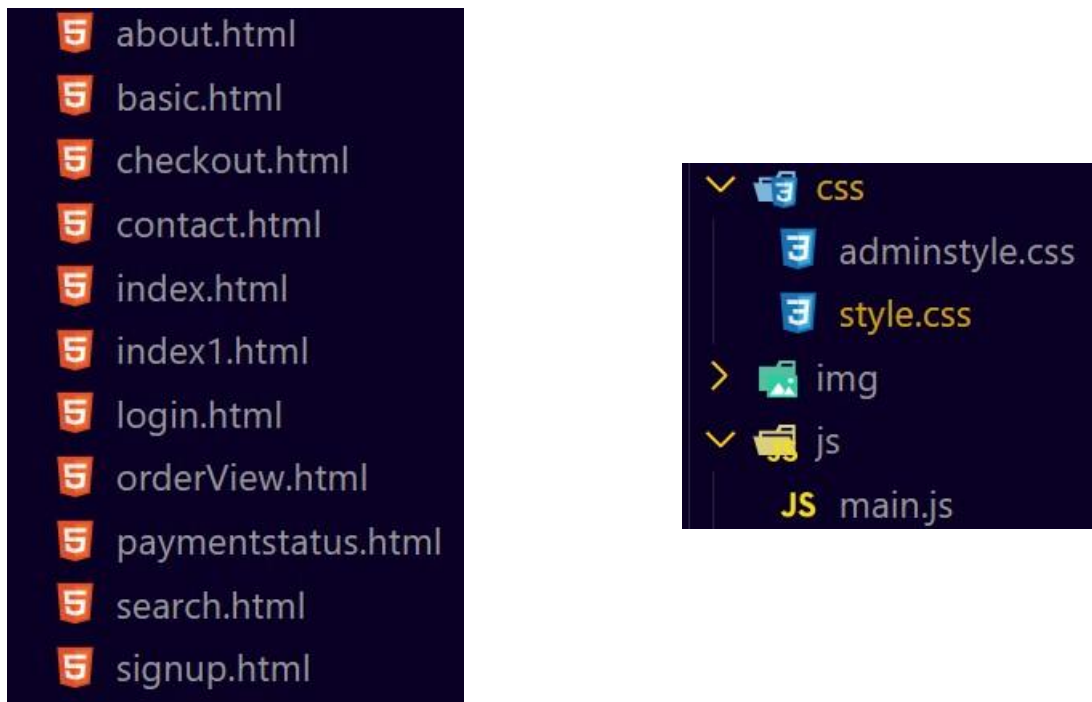 about.html
basic.html
checkout.html
contact.html
index.html
index1.html
login.html
orderView.html
paymentstatus.html
search.html
signup.html
css
adminstyle.css
style.css
img
js
JS main.js